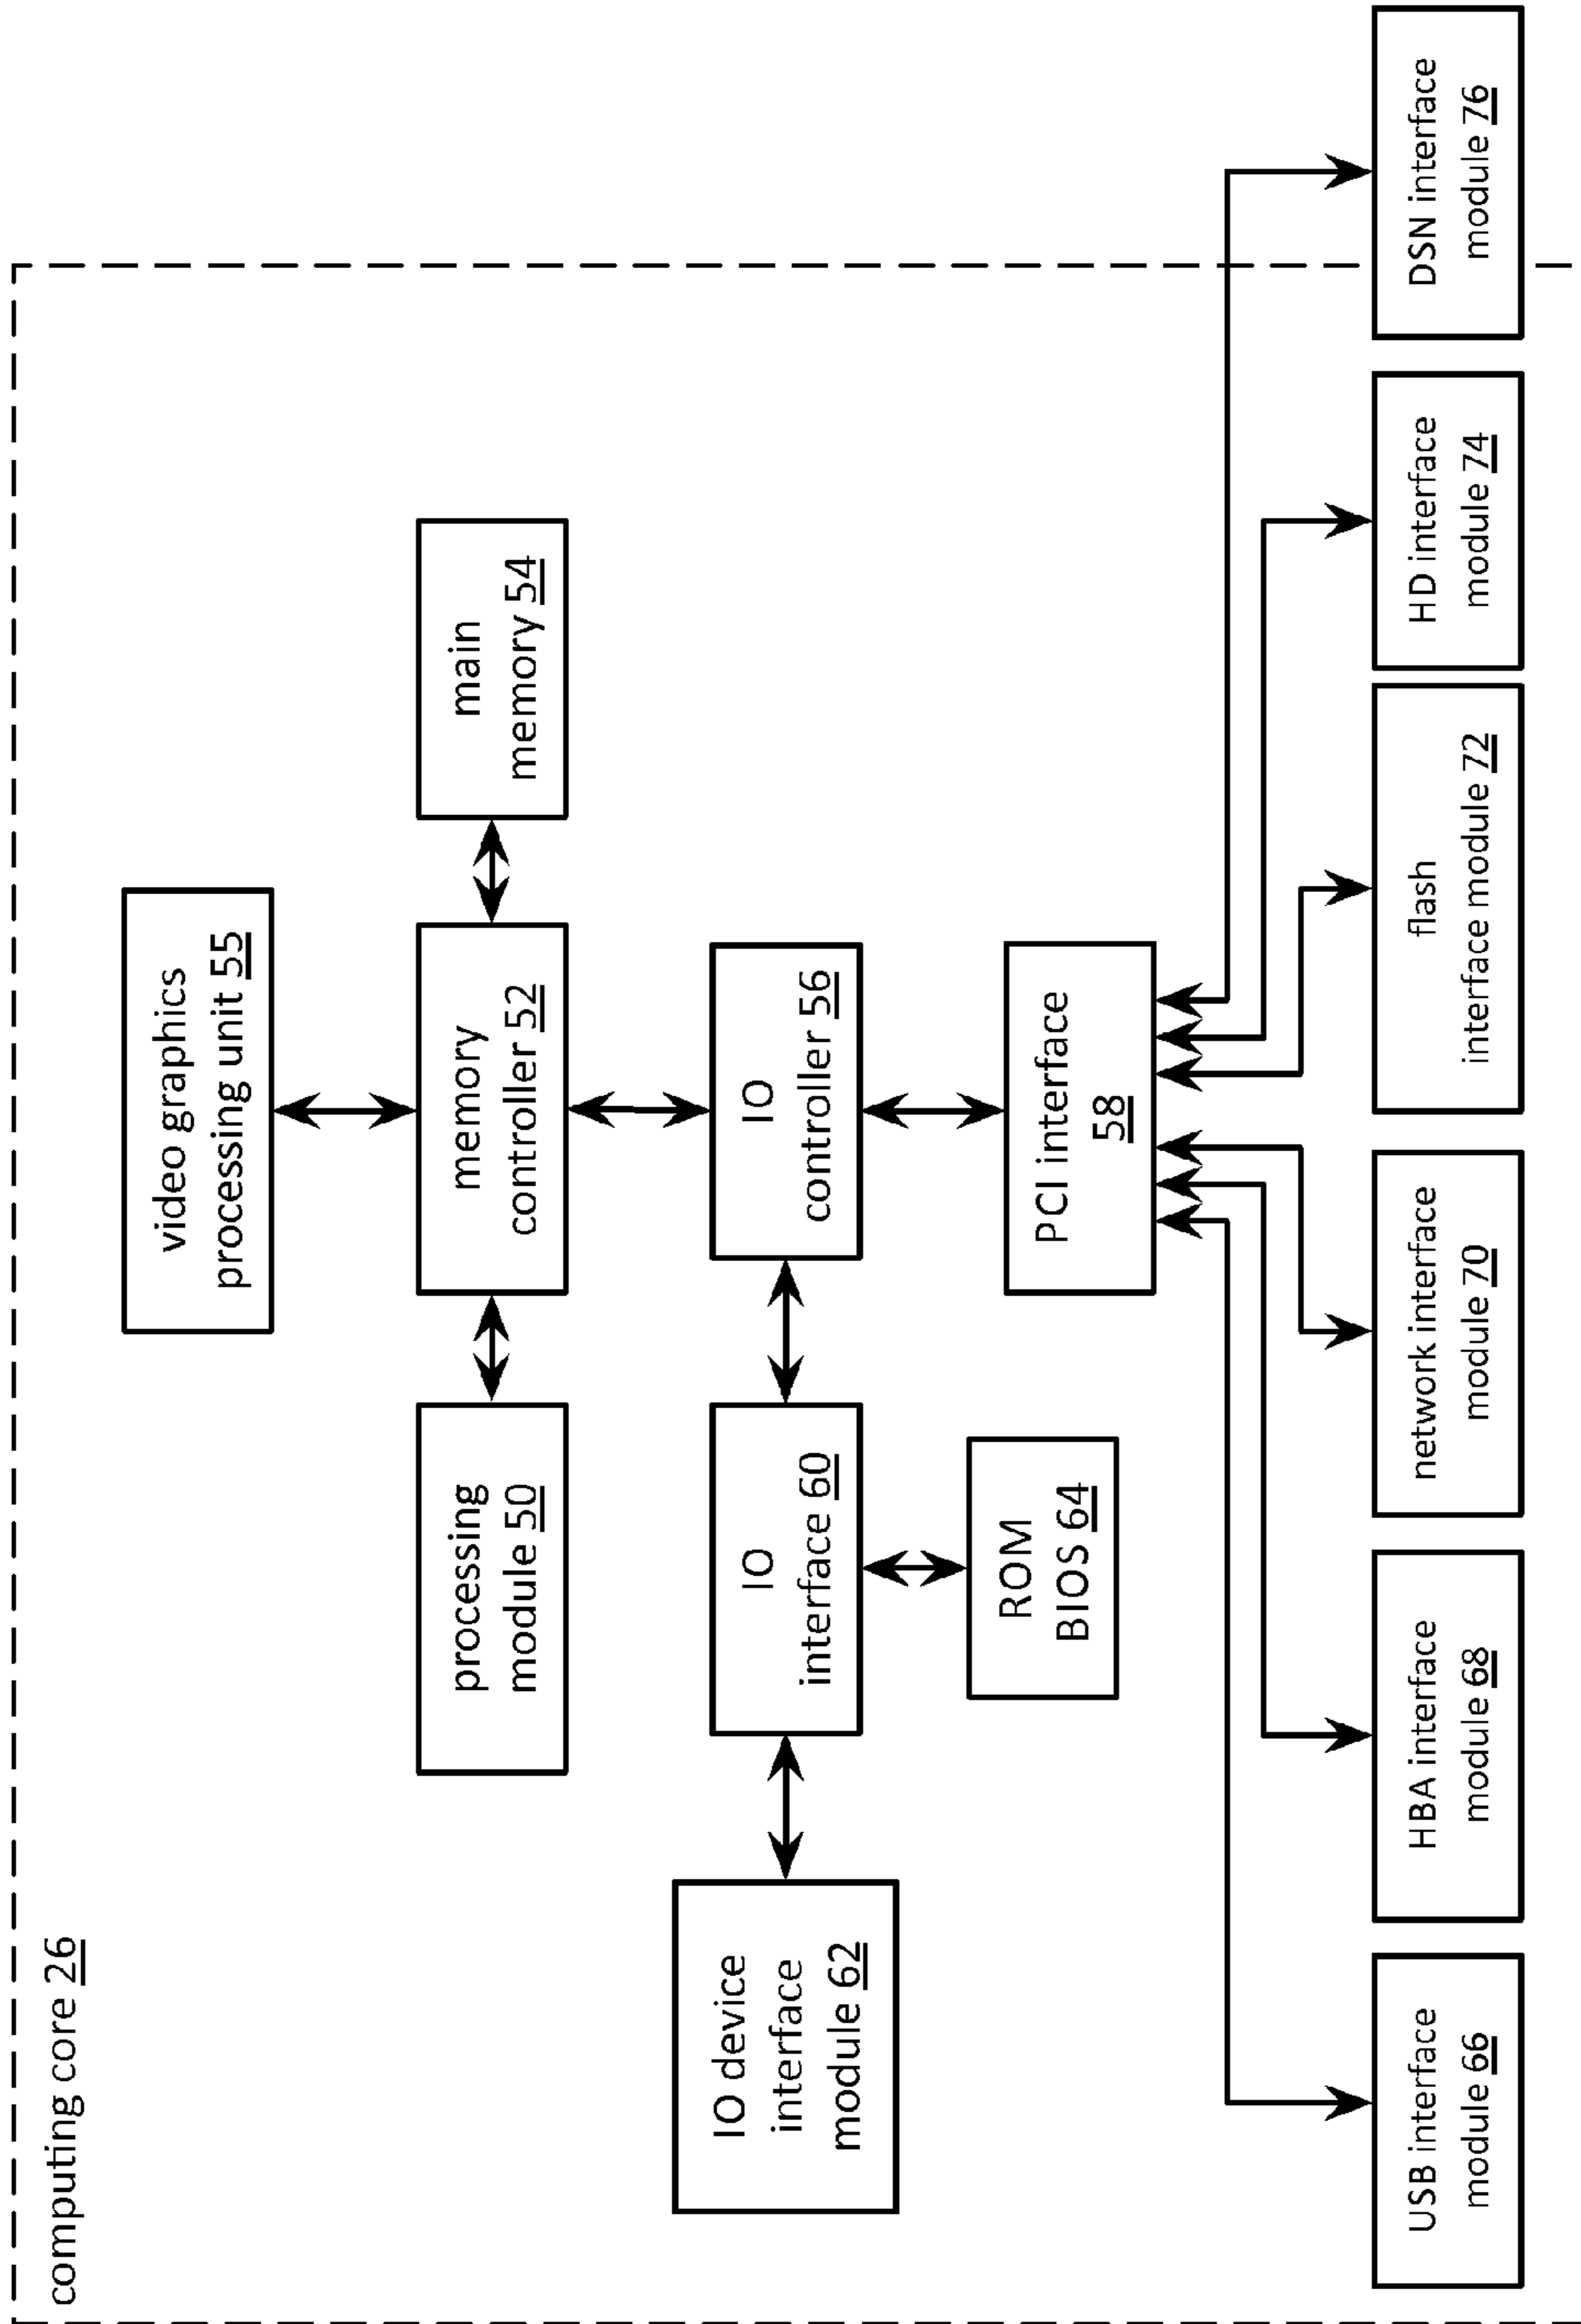 computing core 26
video graphics
processing unit 55
processing
module 50
memory
controller 52
main
memory 54
IO device
interface
module 62
IO
interface 60
IO
controller 56
ROM
BIOS 64
PCI interface
58
USB interface
module 66
HBA interface
module 68
network interface
module 70
flash
interface module 72
HD interface
module 74
DSN interface
module 76